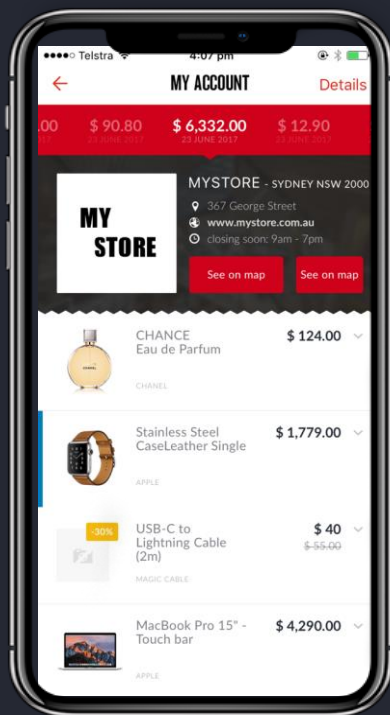 Telstra
4:07 pm
MY ACCOUNT
Details
.00
$ 90.80
$ 6,332.00
$ 12.90
23 JUNE 2017
23 JUNE 2017
23 JUNE 2017
MY
STORE
MYSTORE - SYDNEY NSW 2000
367 George Street
www.mystore.com.au
closing soon: 9am - 7pm
See on map
See on map
CHANCE
Eau de Parfum
$ 124.00
CHANEL
CHANEL
Stainless Steel
CaseLeather Single
$ 1,779.00
APPLE
-30%
USB-C to
Lightning Cable
(2m)
$ 40
$ 55.00
MAGIC CABLE
MacBook Pro 15" -
Touch bar
$ 4,290.00
APPLE